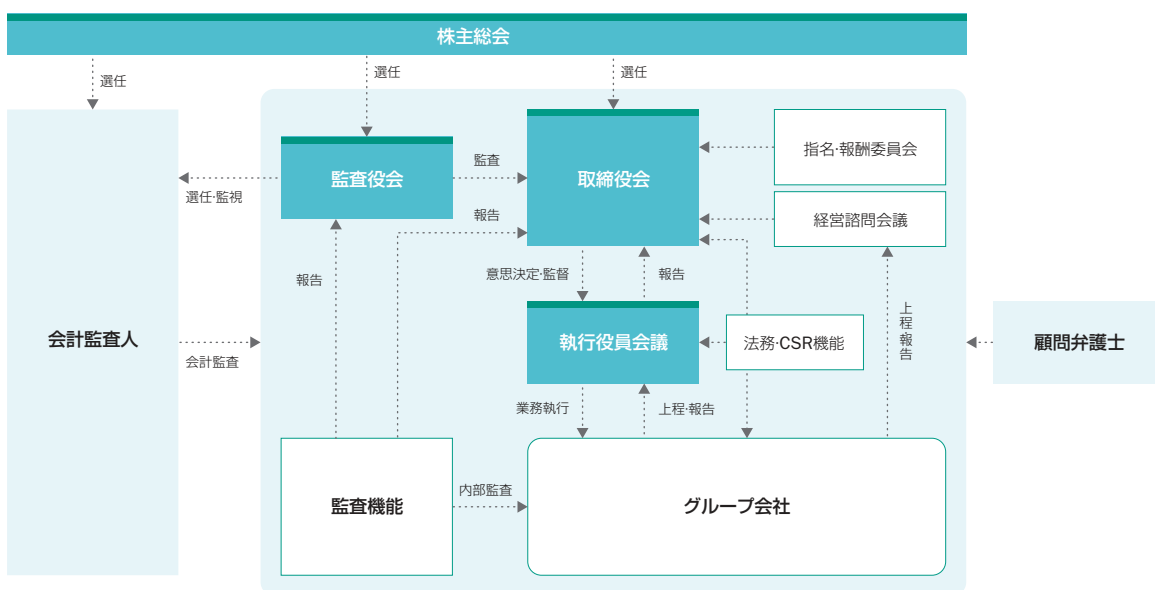 株主総会
選任
選任
選任
指名・報酬委員会
監査役会
監査
取締役会
選任・監視
報告
経営諮問会議
報告
意思決定・監督
報告
上程・報告
会計監査人
会計監査
執行役員会議
法務・CSR機能
顧問弁護士
業務執行
上程・報告
監査機能
内部監査
グループ会社